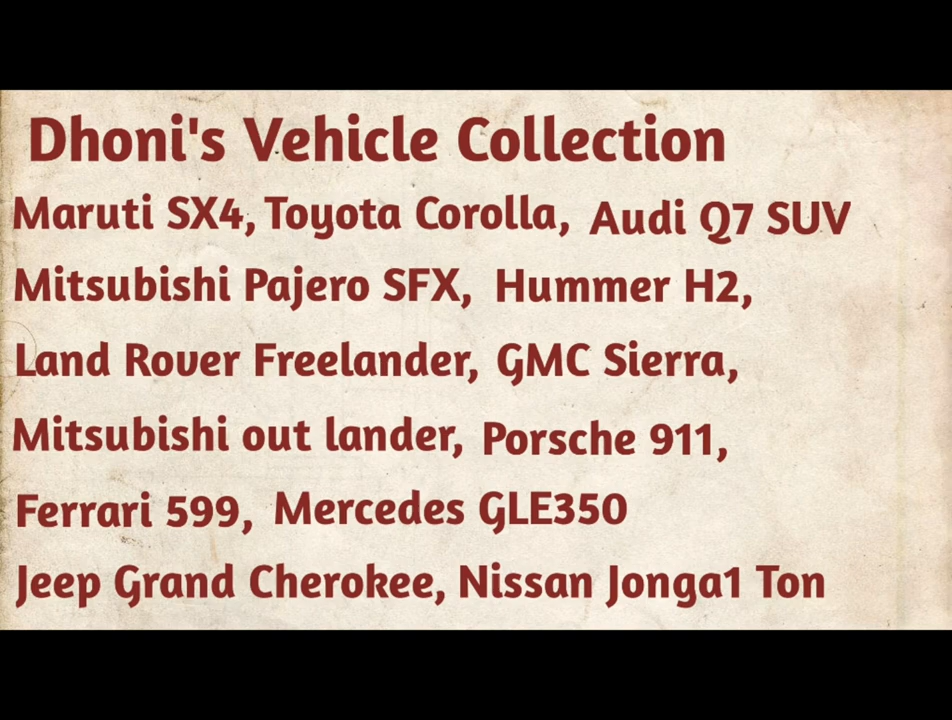 Dhoni's Vehicle Collection
Maruti SX4, Toyota Corolla, Audi Q7 SUV
Mitsubishi Pajero SFX, Hummer H2,
Land Rover Freelander, GMC Sierra,
Mitsubishi out lander, Porsche 911,
Ferrari 599, Mercedes GLE350
Jeep Grand Cherokee, Nissan Jonga1 Ton